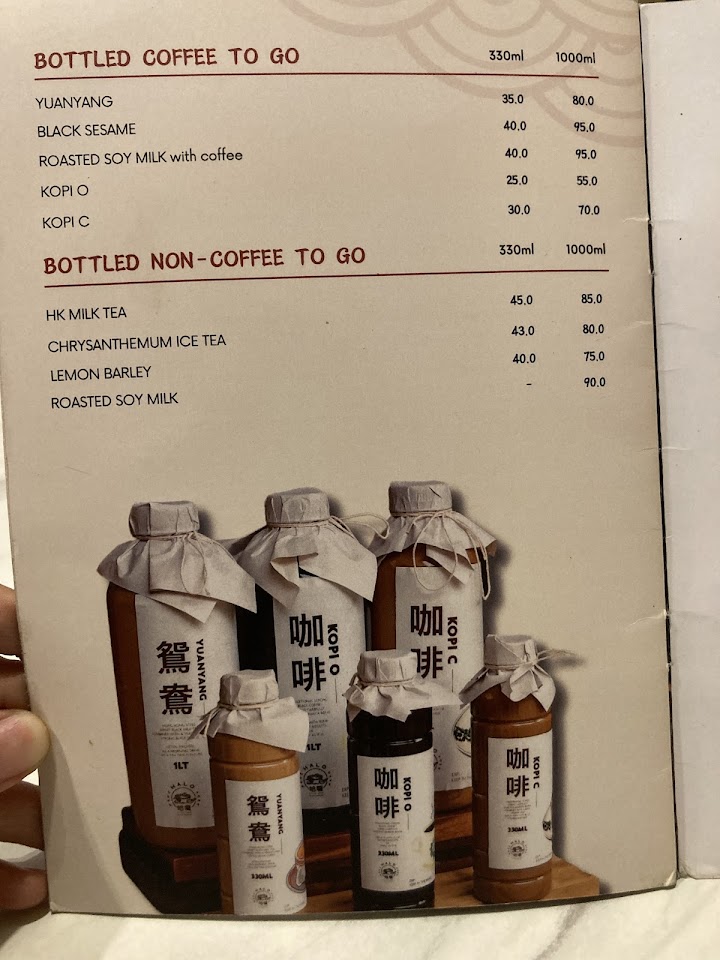 BOTTLED COFFEE TO GO 330ml 1000ml
YUANYANG 35.0 80.0
BLACK SESAME 40.0 95.0
ROASTED SOY MILK with coffee 40.0 95.0
KOPI O 25.0 55.0
KOPI C 30.0 70.0
BOTTLED NON-COFFEE TO GO 330ml 1000ml
HK MILK TEA 45.0 85.0
CHRYSANTHEMUM ICE TEA 43.0 80.0
LEMON BARLEY 40.0 75.0
ROASTED SOY MILK - 90.0
鴛鴦 YUANYANG
1LT
HALO
咖啡 KOPI O
咖啡 KOPI C
鴛鴦 YUANYANG
330ML
咖啡 KOPI O
330ML
咖啡 KOPI C
330ML